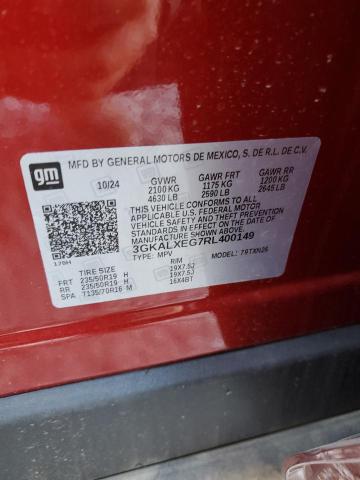 gm
MFD BY GENERAL MOTORS DE MEXICO, S. DE R.L. DE C.V.
10/24 GVWR GAWR FRT GAWR RR
2100 KG 1175 KG 1200 KG
4630 LB 2590 LB 2645 LB
THIS VEHICLE CONFORMS TO ALL
APPLICABLE U.S. FEDERAL MOTOR
VEHICLE SAFETY AND THEFT PREVENTION
STANDARDS IN EFFECT ON THE DATE OF
MANUFACTURE SHOWN ABOVE.
3GKALXEG7RL400149
TYPE: MPV MODEL: 79TXN26
TIRE SIZE RIM
FRT 235/50R19 H 19X7.5J
RR 235/50R19 H 19X7.5J
SPA T135/70R16 M 16X4BT